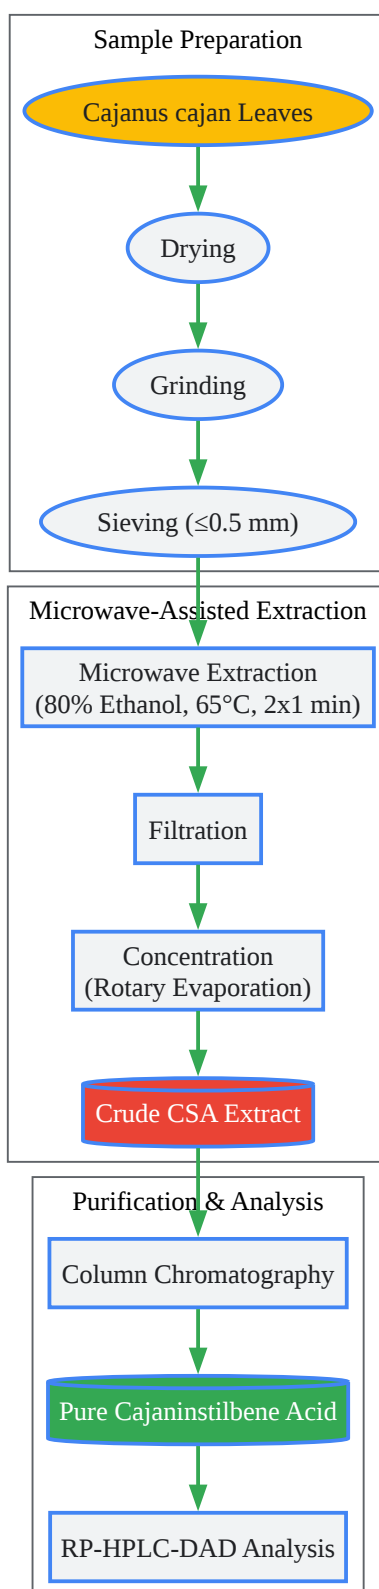 Sample Preparation
Cajanus cajan Leaves
Drying
Grinding
Sieving (≤0.5 mm)
Microwave-Assisted Extraction
Microwave Extraction
(80% Ethanol, 65°C, 2x1 min)
Filtration
Concentration
(Rotary Evaporation)
Crude CSA Extract
Purification & Analysis
Column Chromatography
Pure Cajaninstilbene Acid
RP-HPLC-DAD Analysis